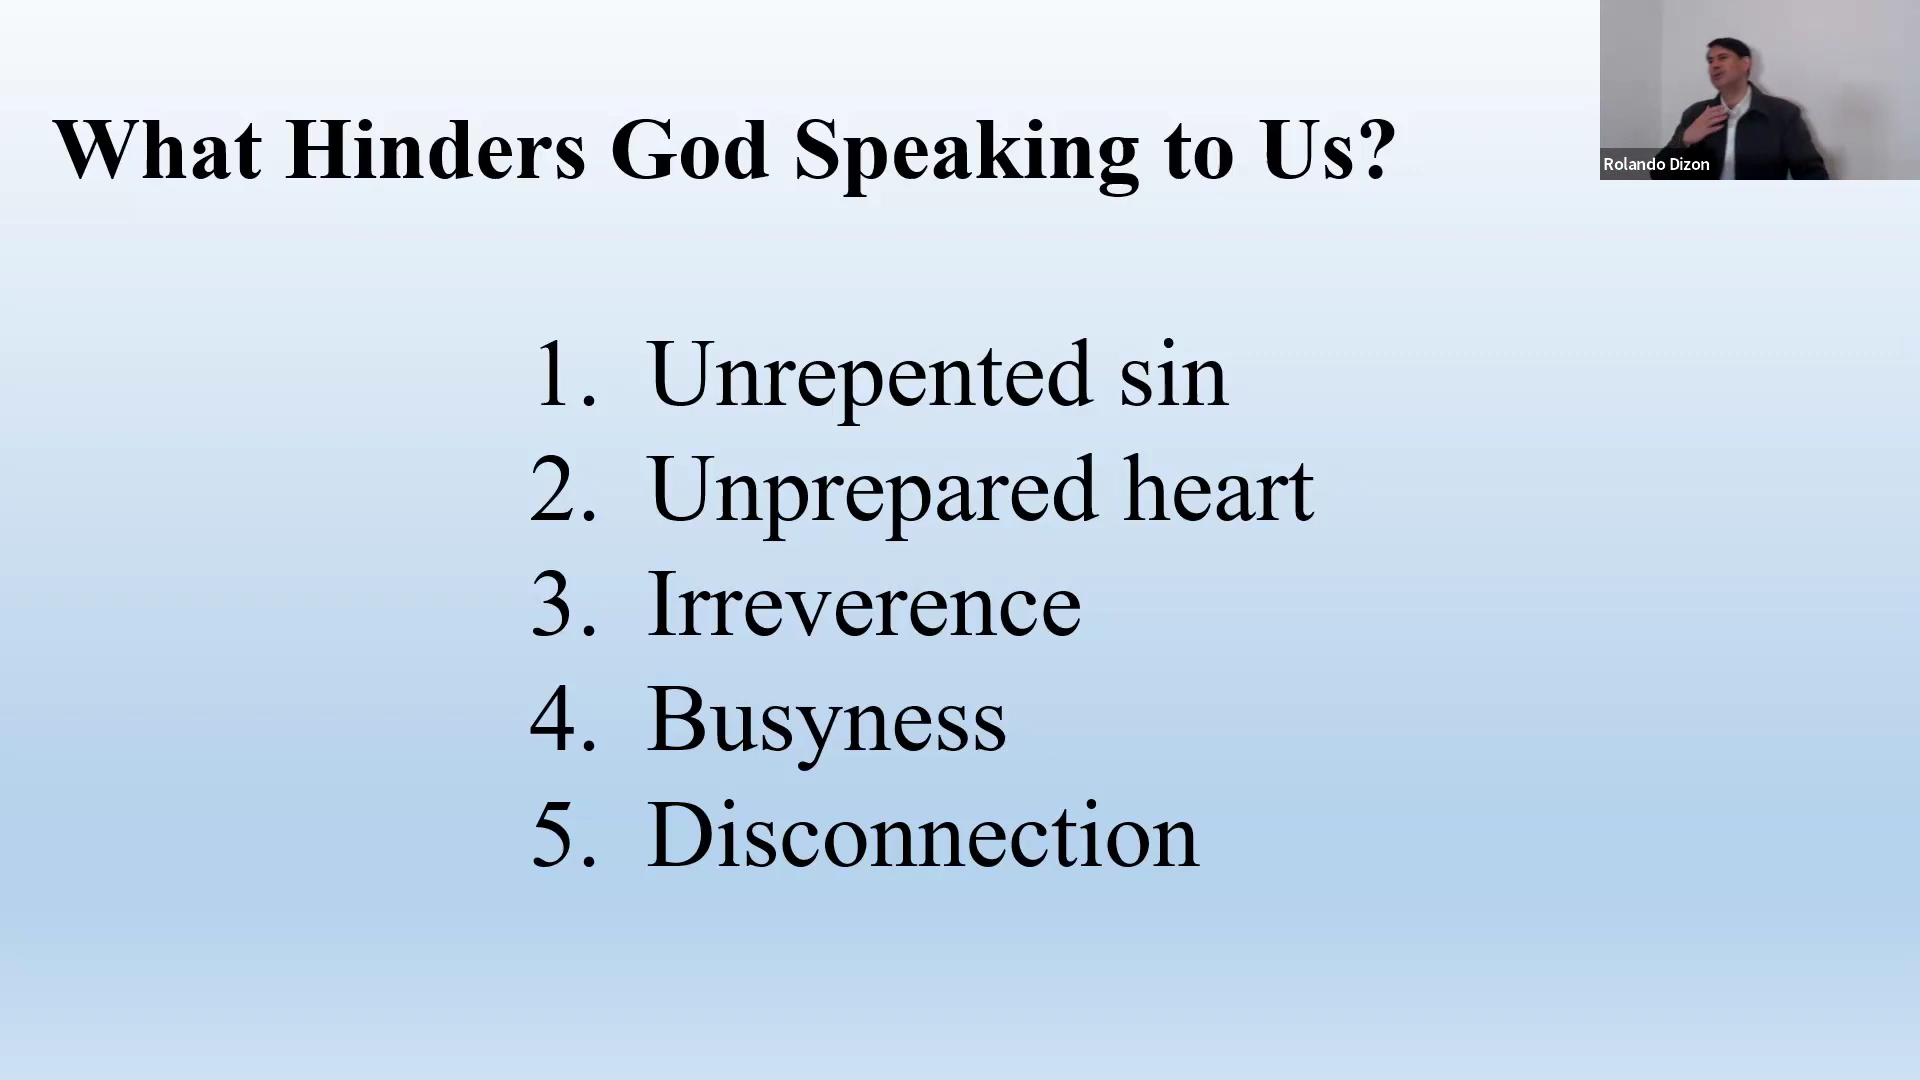 What Hinders God Speaking to Us?
Rolando Dizon
1. Unrepented sin
2. Unprepared heart
3. Irreverence
4. Busyness
5. Disconnection